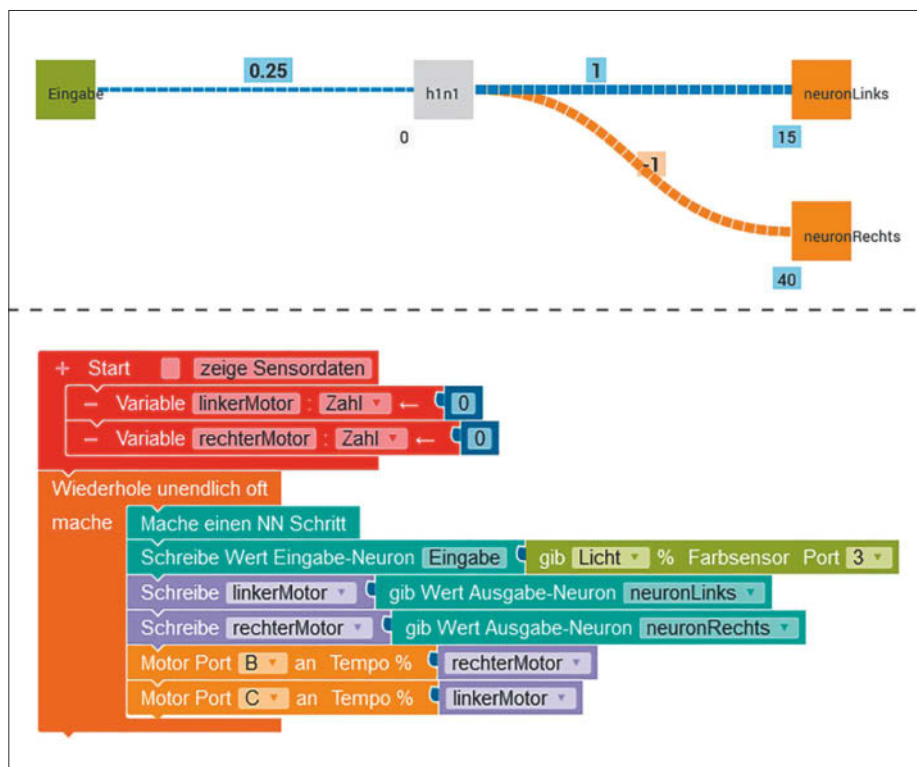 0.25
1
Eingabe
h1n1
neuronLinks
0
15
-1
neuronRechts
40
+ Start zeige Sensordaten
– Variable linkerMotor : Zahl ← 0
– Variable rechterMotor : Zahl ← 0
Wiederhole unendlich oft
mache Mache einen NN Schritt
Schreibe Wert Eingabe-Neuron Eingabe gib Licht % Farbsensor Port 3
Schreibe linkerMotor gib Wert Ausgabe-Neuron neuronLinks
Schreibe rechterMotor gib Wert Ausgabe-Neuron neuronRechts
Motor Port B an Tempo % rechterMotor
Motor Port C an Tempo % linkerMotor